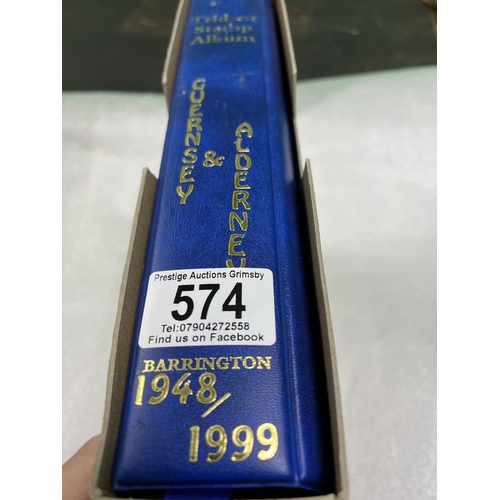 Trident
Stamp
Album
GUERNSEY
&
ALDERNEY
Prestige Auctions Grimsby
574
Tel:07904272558
Find us on Facebook
BARRINGTON
1948/
1999